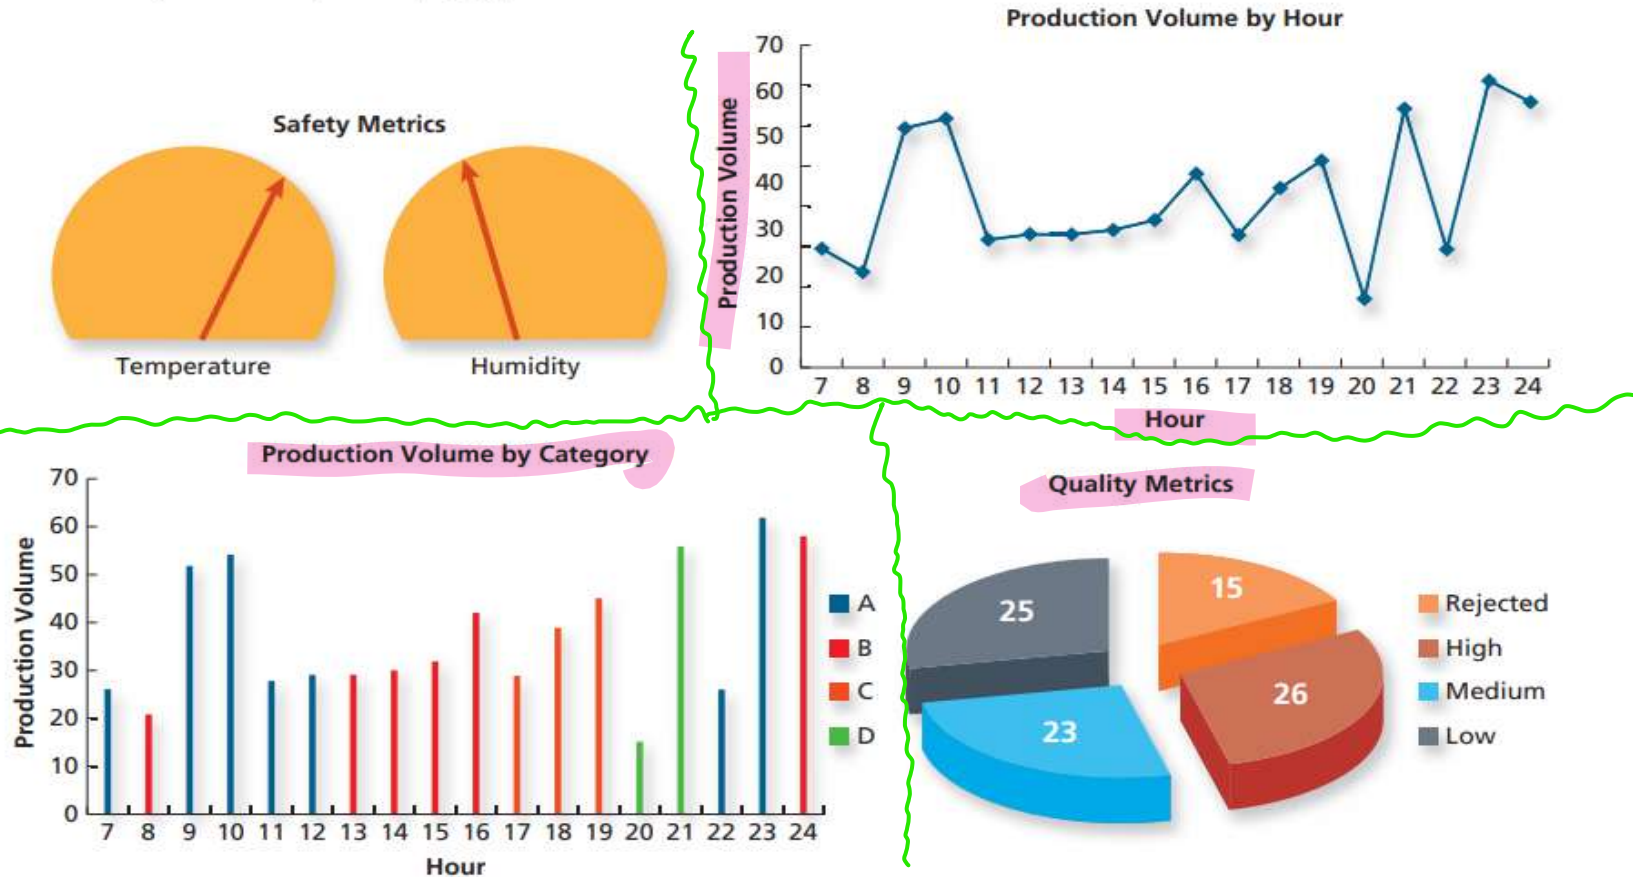 Safety Metrics
Temperature
Humidity
Production Volume by Hour
Production Volume
70
60
50
40
30
20
10
0
7 8 9 10 11 12 13 14 15 16 17 18 19 20 21 22 23 24
Hour
Production Volume by Category
Production Volume
70
60
50
40
30
20
10
0
7 8 9 10 11 12 13 14 15 16 17 18 19 20 21 22 23 24
Hour
A
B
C
D
Quality Metrics
25
15
26
23
Rejected
High
Medium
Low